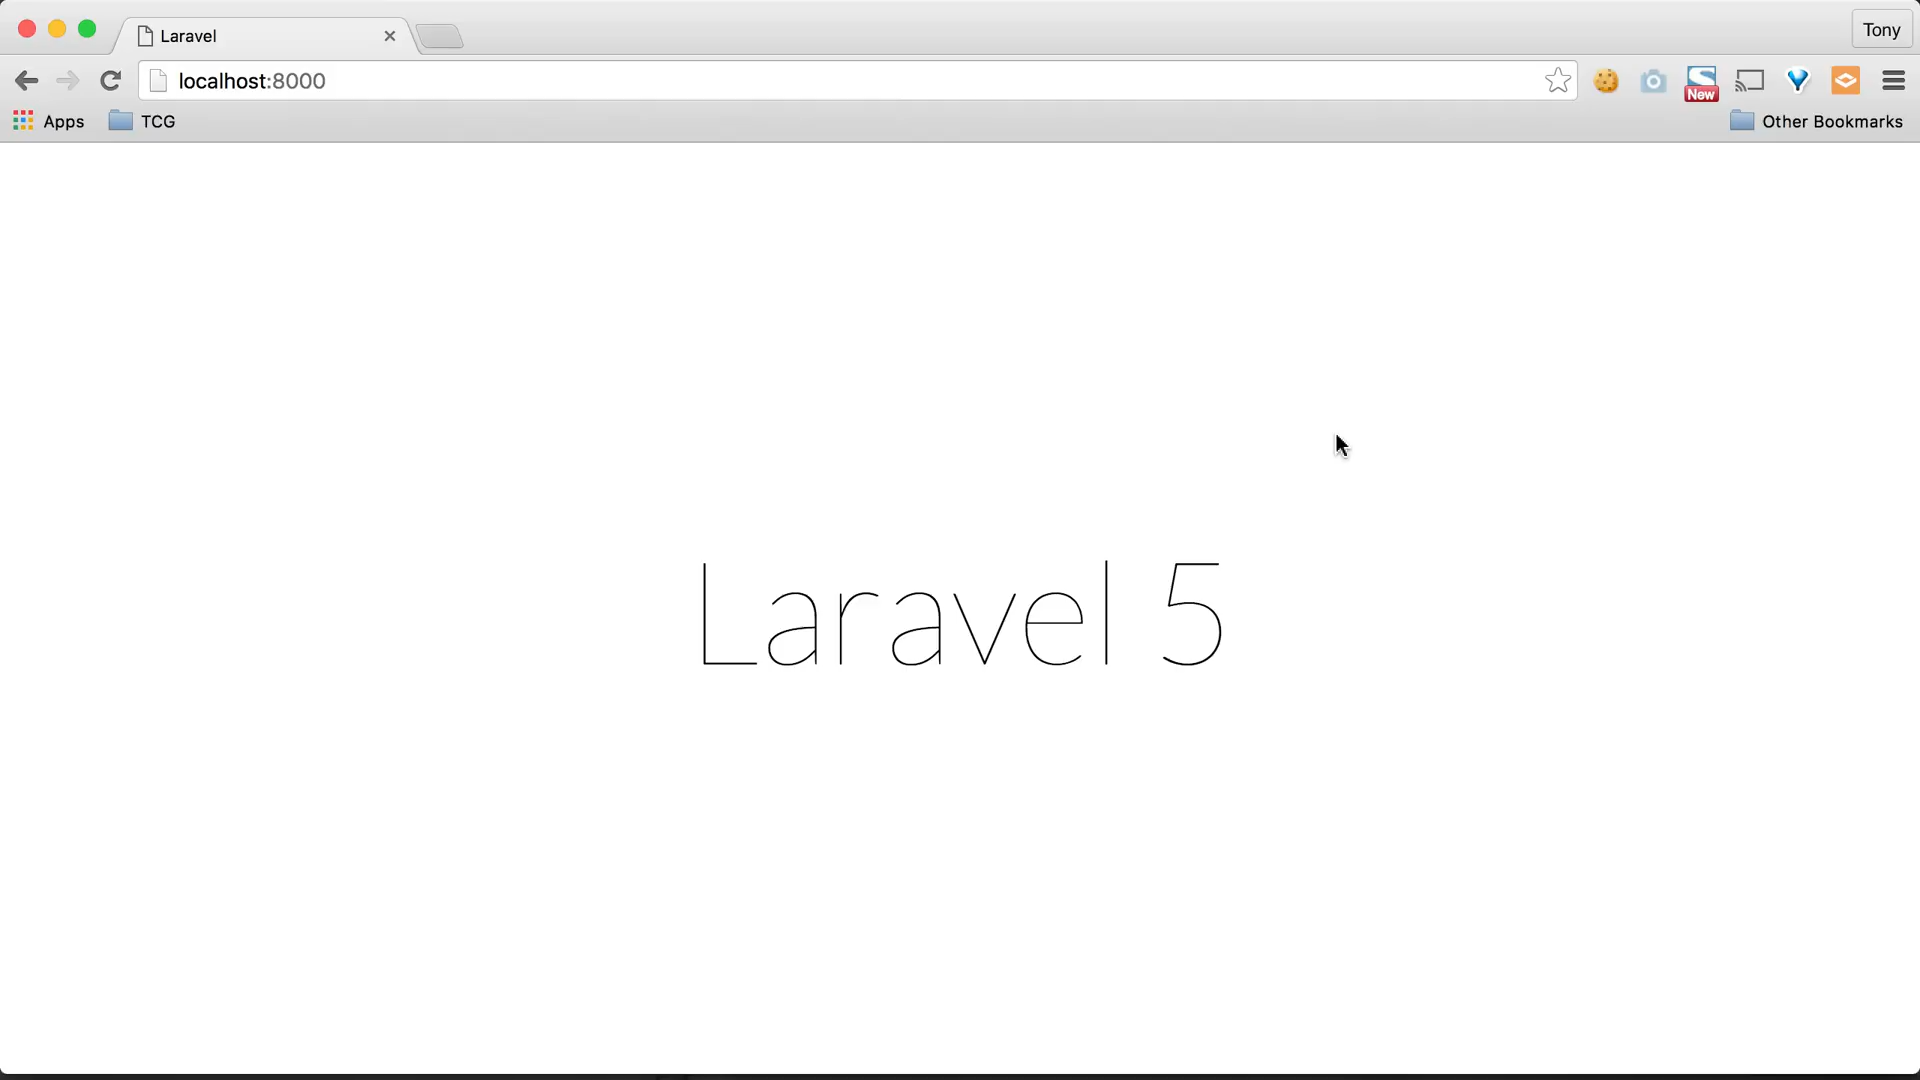 Laravel
Tony
localhost:8000
New
Apps
TCG
Other Bookmarks
Laravel 5